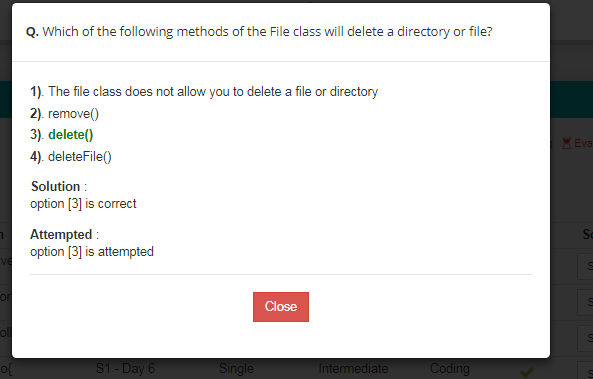 Q. Which of the following methods of the File class will delete a directory or file?
1). The file class does not allow you to delete a file or directory
2). remove()
3). delete()
4). deleteFile()
Solution :
option [3] is correct
Attempted :
option [3] is attempted
Close
S1 - Day 6 Single Intermediate Coding